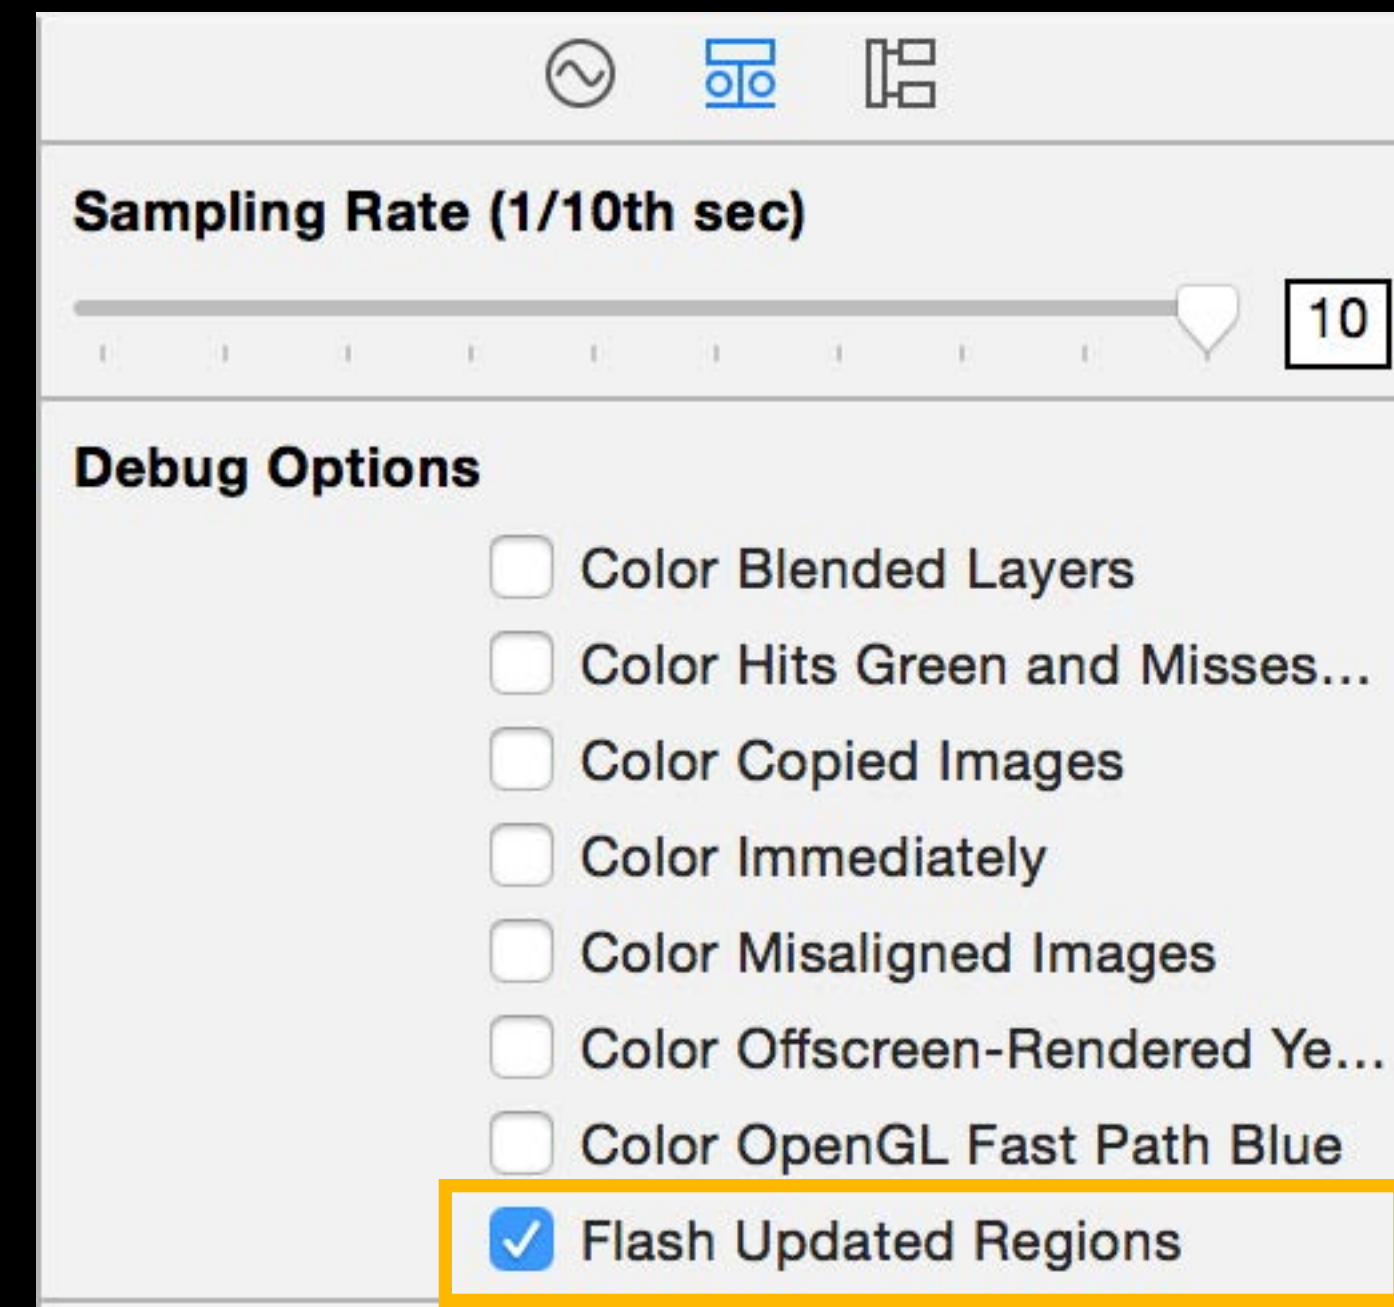 Sampling Rate (1/10th sec)
10
Debug Options
Color Blended Layers
Color Hits Green and Misses...
Color Copied Images
Color Immediately
Color Misaligned Images
Color Offscreen-Rendered Ye...
Color OpenGL Fast Path Blue
Flash Updated Regions